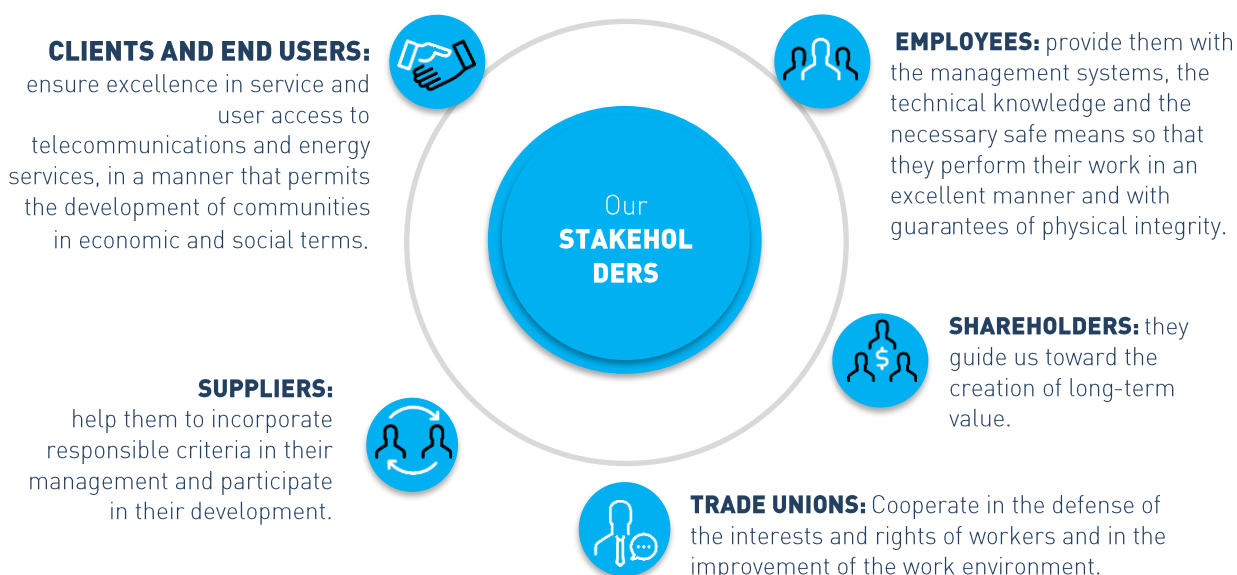 CLIENTS AND END USERS:
ensure excellence in service and
user access to
telecommunications and energy
services, in a manner that permits
the development of communities
in economic and social terms.
EMPLOYEES: provide them with
the management systems, the
technical knowledge and the
necessary safe means so that
they perform their work in an
excellent manner and with
guarantees of physical integrity.
Our
STAKEHOL
DERS
SHAREHOLDERS: they
guide us toward the
creation of long-term
value.
SUPPLIERS:
help them to incorporate
responsible criteria in their
management and participate
in their development.
$
TRADE UNIONS: Cooperate in the defense of
the interests and rights of workers and in the
improvement of the work environment.